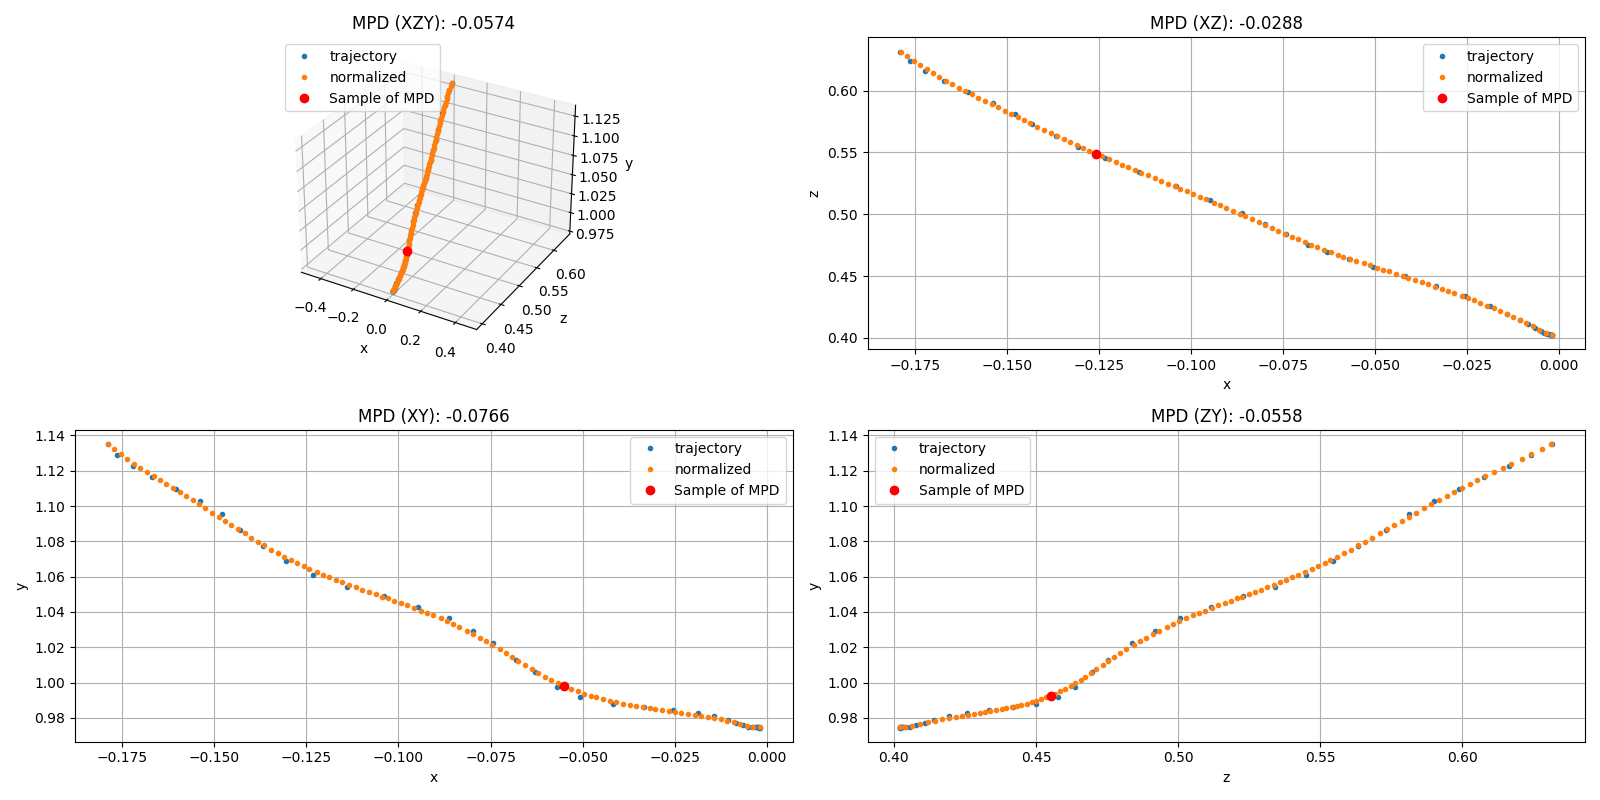 MPD (XZY): -0.0574
trajectory
normalized
Sample of MPD
1.125
1.100
1.075
1.050
1.025
1.000
0.975
y
0.60
0.55
0.50
0.45
0.40
z
−0.4
−0.2
0.0
0.2
0.4
x
MPD (XZ): -0.0288
trajectory
normalized
Sample of MPD
0.60
0.55
0.50
0.45
0.40
z
−0.175
−0.150
−0.125
−0.100
−0.075
−0.050
−0.025
0.000
x
MPD (XY): -0.0766
trajectory
normalized
Sample of MPD
1.14
1.12
1.10
1.08
1.06
1.04
1.02
1.00
0.98
y
−0.175
−0.150
−0.125
−0.100
−0.075
−0.050
−0.025
0.000
x
MPD (ZY): -0.0558
trajectory
normalized
Sample of MPD
1.14
1.12
1.10
1.08
1.06
1.04
1.02
1.00
0.98
y
0.40
0.45
0.50
0.55
0.60
z